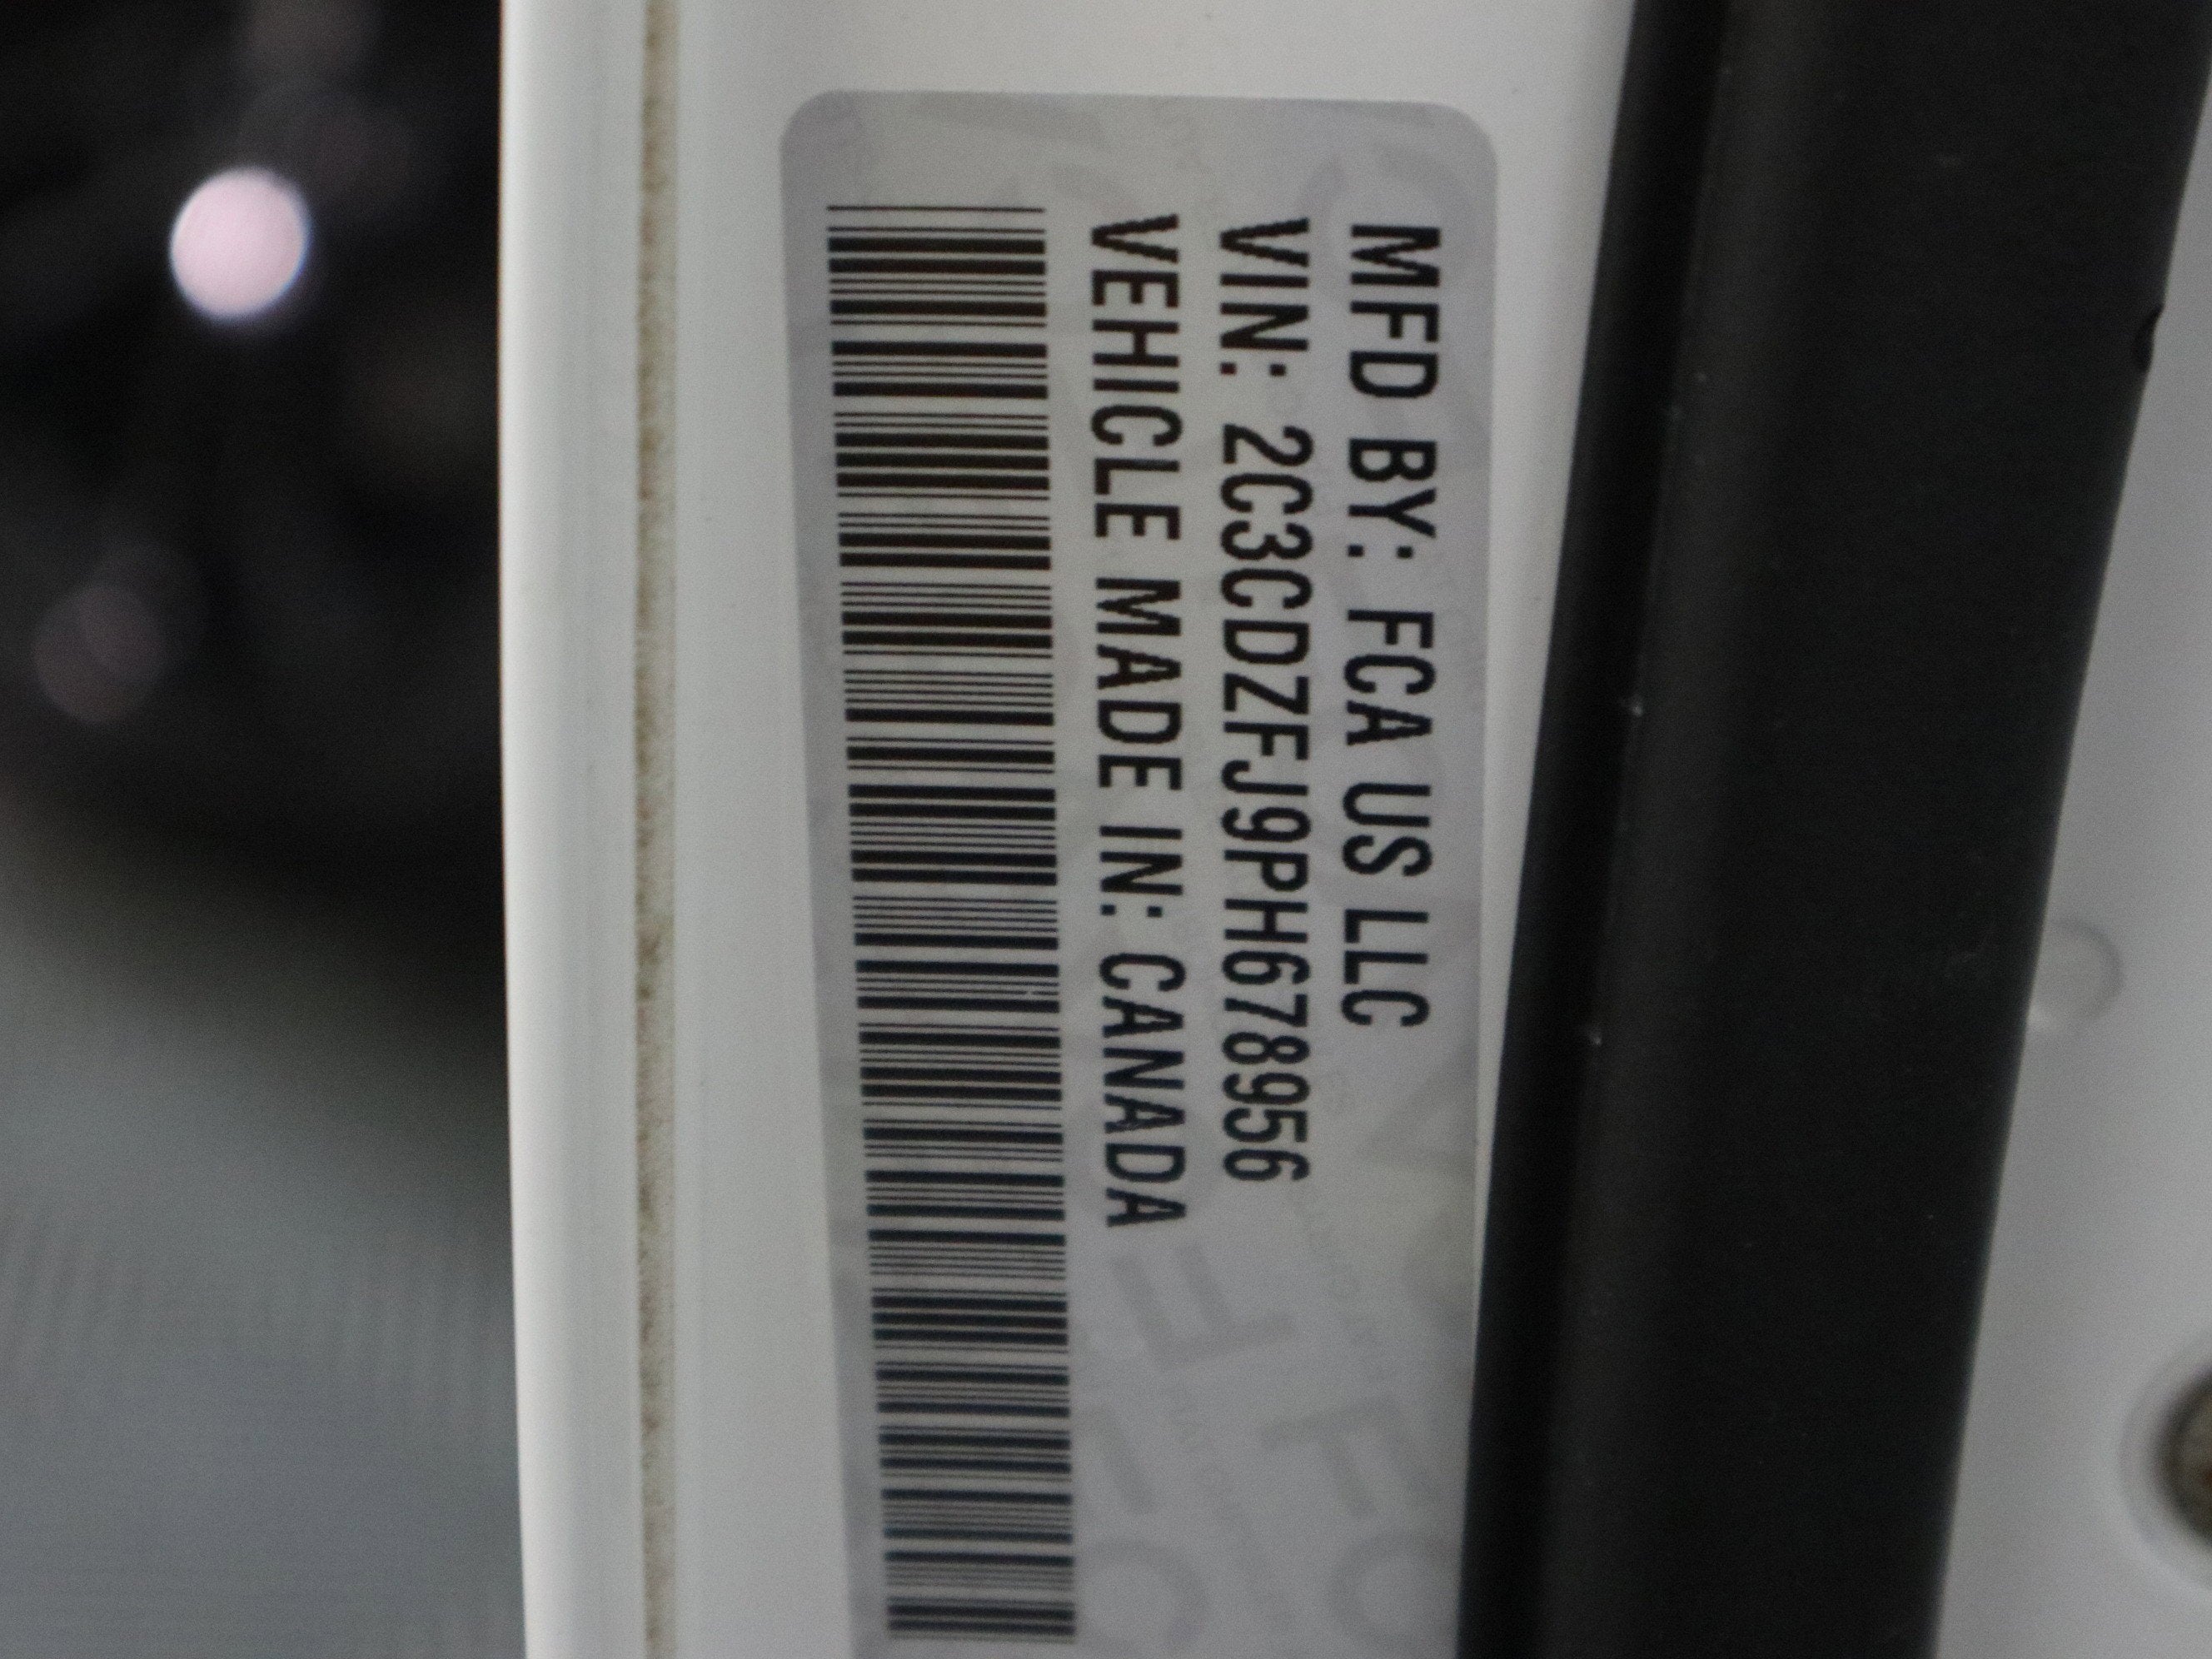 MFD BY: FCA US LLC
VIN: 2C3CDZFJ9PH678956
VEHICLE MADE IN: CANADA